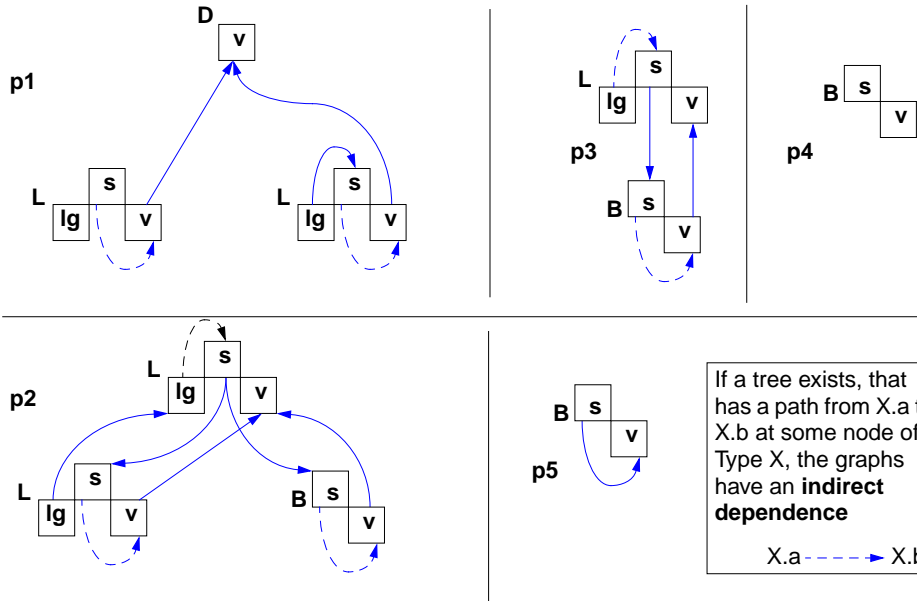 D
v
p1
L
s
lg
v
L
s
lg
v
p3
L
s
lg
v
B
s
v
p4
B
s
v
p2
L
s
lg
v
L
s
lg
v
B
s
v
p5
B
s
v
If a tree exists, that
has a path from X.a
X.b at some node of
Type X, the graphs
have an indirect
dependence
X.a X.b